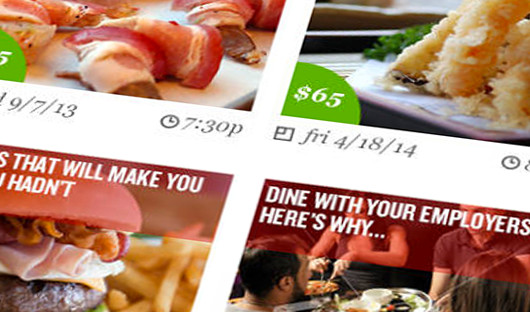 $65
9/7/13
7:30p
fri 4/18/14
THAT WILL MAKE YOU
HADN'T
DINE WITH YOUR EMPLOYERS
HERE'S WHY...